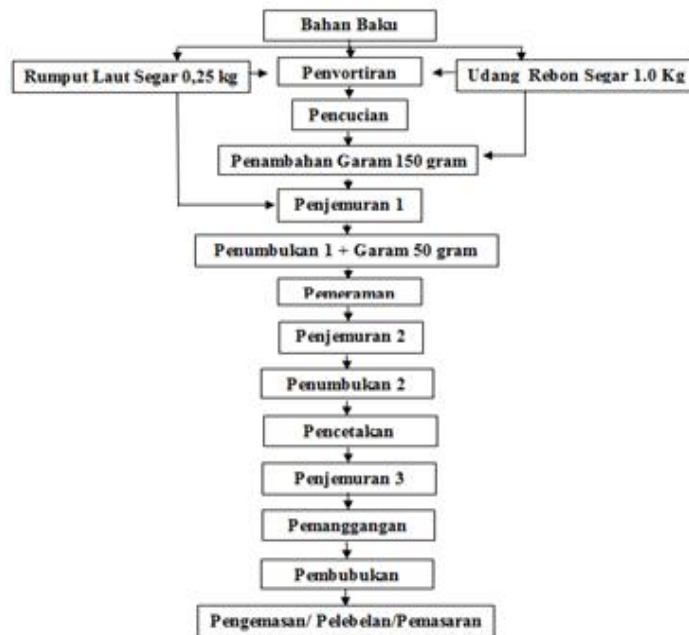 Bahan Baku
Rumput Laut Segar 0,25 kg
Penvortiran
Udang Rebon Segar 1.0 Kg
Pencucian
Penambahan Garam 150 gram
Penjemuran 1
Penumbukan 1 + Garam 50 gram
Pemeraman
Penjemuran 2
Penumbukan 2
Pencetakan
Penjemuran 3
Pemanggangan
Pembubukan
Pengemasan/ Pelebelan/Pemasaran